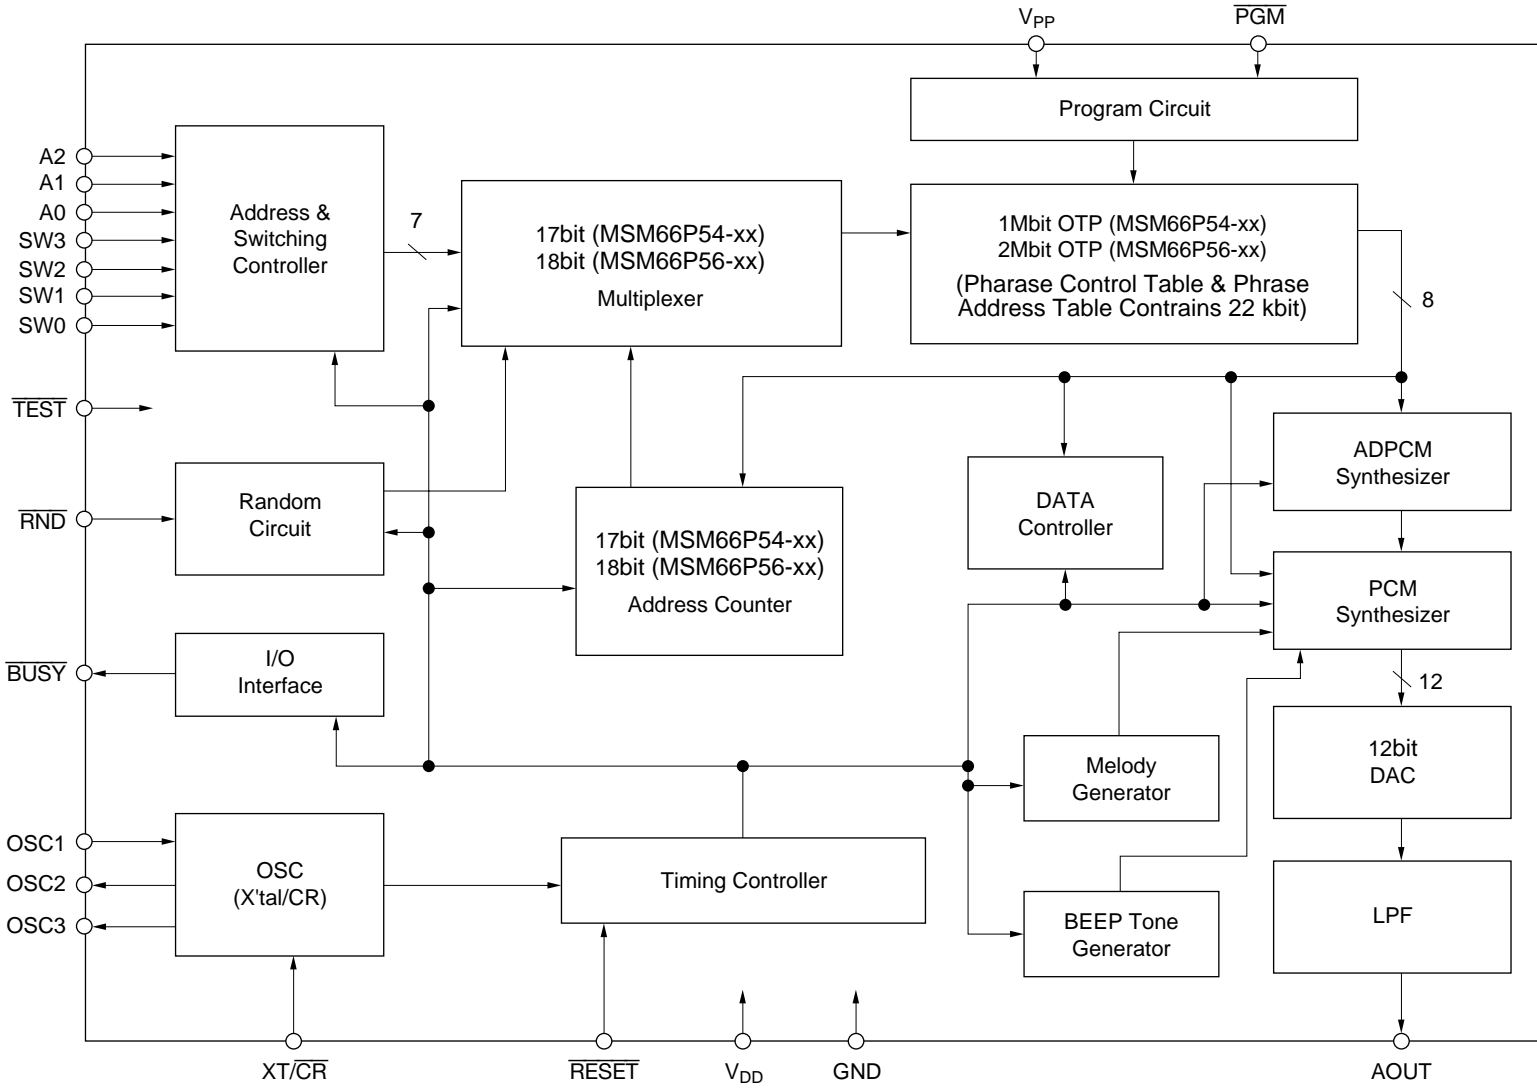 VPP
PGM
Program Circuit
A2
A1
A0
SW3
SW2
SW1
SW0
Address &
Switching
Controller
7
17bit (MSM66P54-xx)
18bit (MSM66P56-xx)
Multiplexer
1Mbit OTP (MSM66P54-xx)
2Mbit OTP (MSM66P56-xx)
(Pharase Control Table & Phrase
Address Table Contrains 22 kbit)
8
TEST
RND
Random
Circuit
17bit (MSM66P54-xx)
18bit (MSM66P56-xx)
Address Counter
DATA
Controller
ADPCM
Synthesizer
PCM
Synthesizer
BUSY
I/O
Interface
12
Melody
Generator
12bit
DAC
OSC1
OSC2
OSC3
OSC
(X'tal/CR)
Timing Controller
BEEP Tone
Generator
LPF
XT/CR
RESET
VDD
GND
AOUT